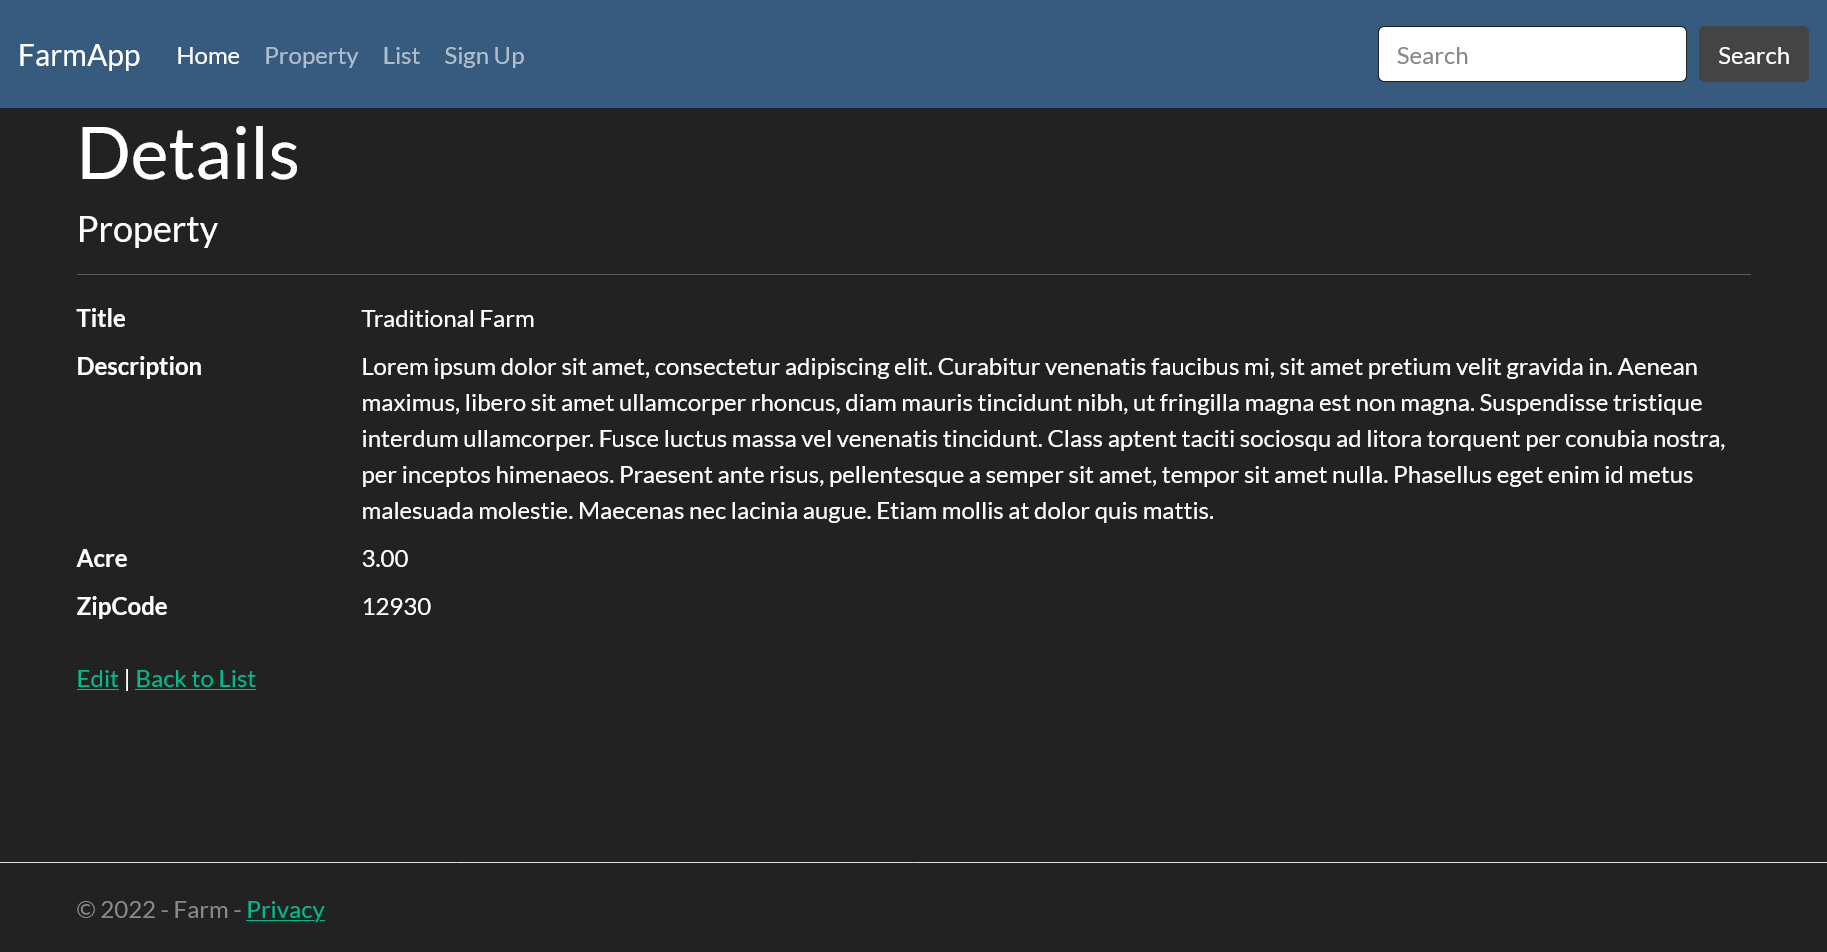 FarmApp Home Property List Sign Up Search Search
Details
Property
Title Traditional Farm
Description Lorem ipsum dolor sit amet, consectetur adipiscing elit. Curabitur venenatis faucibus mi, sit amet pretium velit gravida in. Aenean
maximus, libero sit amet ullamcorper rhoncus, diam mauris tincidunt nibh, ut fringilla magna est non magna. Suspendisse tristique
interdum ullamcorper. Fusce luctus massa vel venenatis tincidunt. Class aptent taciti sociosqu ad litora torquent per conubia nostra,
per inceptos himenaeos. Praesent ante risus, pellentesque a semper sit amet, tempor sit amet nulla. Phasellus eget enim id metus
malesuada molestie. Maecenas nec lacinia augue. Etiam mollis at dolor quis mattis.
Acre 3.00
ZipCode 12930
Edit | Back to List
© 2022 - Farm - Privacy